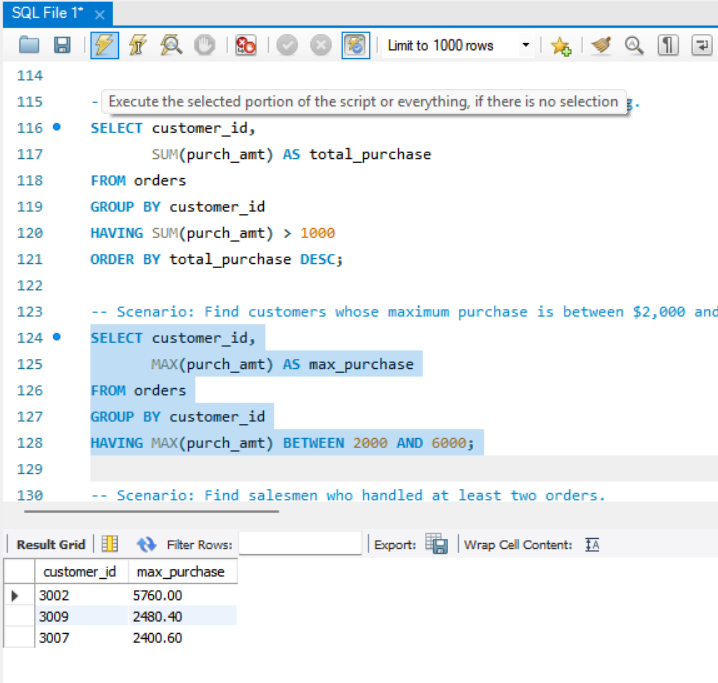 SQL File 1*
Limit to 1000 rows
114
115 - Execute the selected portion of the script or everything, if there is no selection g.
116 SELECT customer_id,
117 SUM(purch_amt) AS total_purchase
118 FROM orders
119 GROUP BY customer_id
120 HAVING SUM(purch_amt) > 1000
121 ORDER BY total_purchase DESC;
122
123 -- Scenario: Find customers whose maximum purchase is between $2,000 and
124 SELECT customer_id,
125 MAX(purch_amt) AS max_purchase
126 FROM orders
127 GROUP BY customer_id
128 HAVING MAX(purch_amt) BETWEEN 2000 AND 6000;
129
130 -- Scenario: Find salesmen who handled at least two orders.
Result Grid Filter Rows: Export: Wrap Cell Content:
customer_id max_purchase
3002 5760.00
3009 2480.40
3007 2400.60